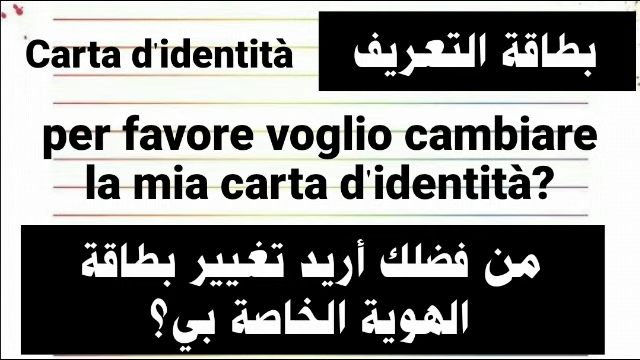 Carta d'identità
بطاقة التعريف
per favore voglio cambiare
la mia carta d'identità?
من فضلك أريد تغيير بطاقة
الهوية الخاصة بي؟